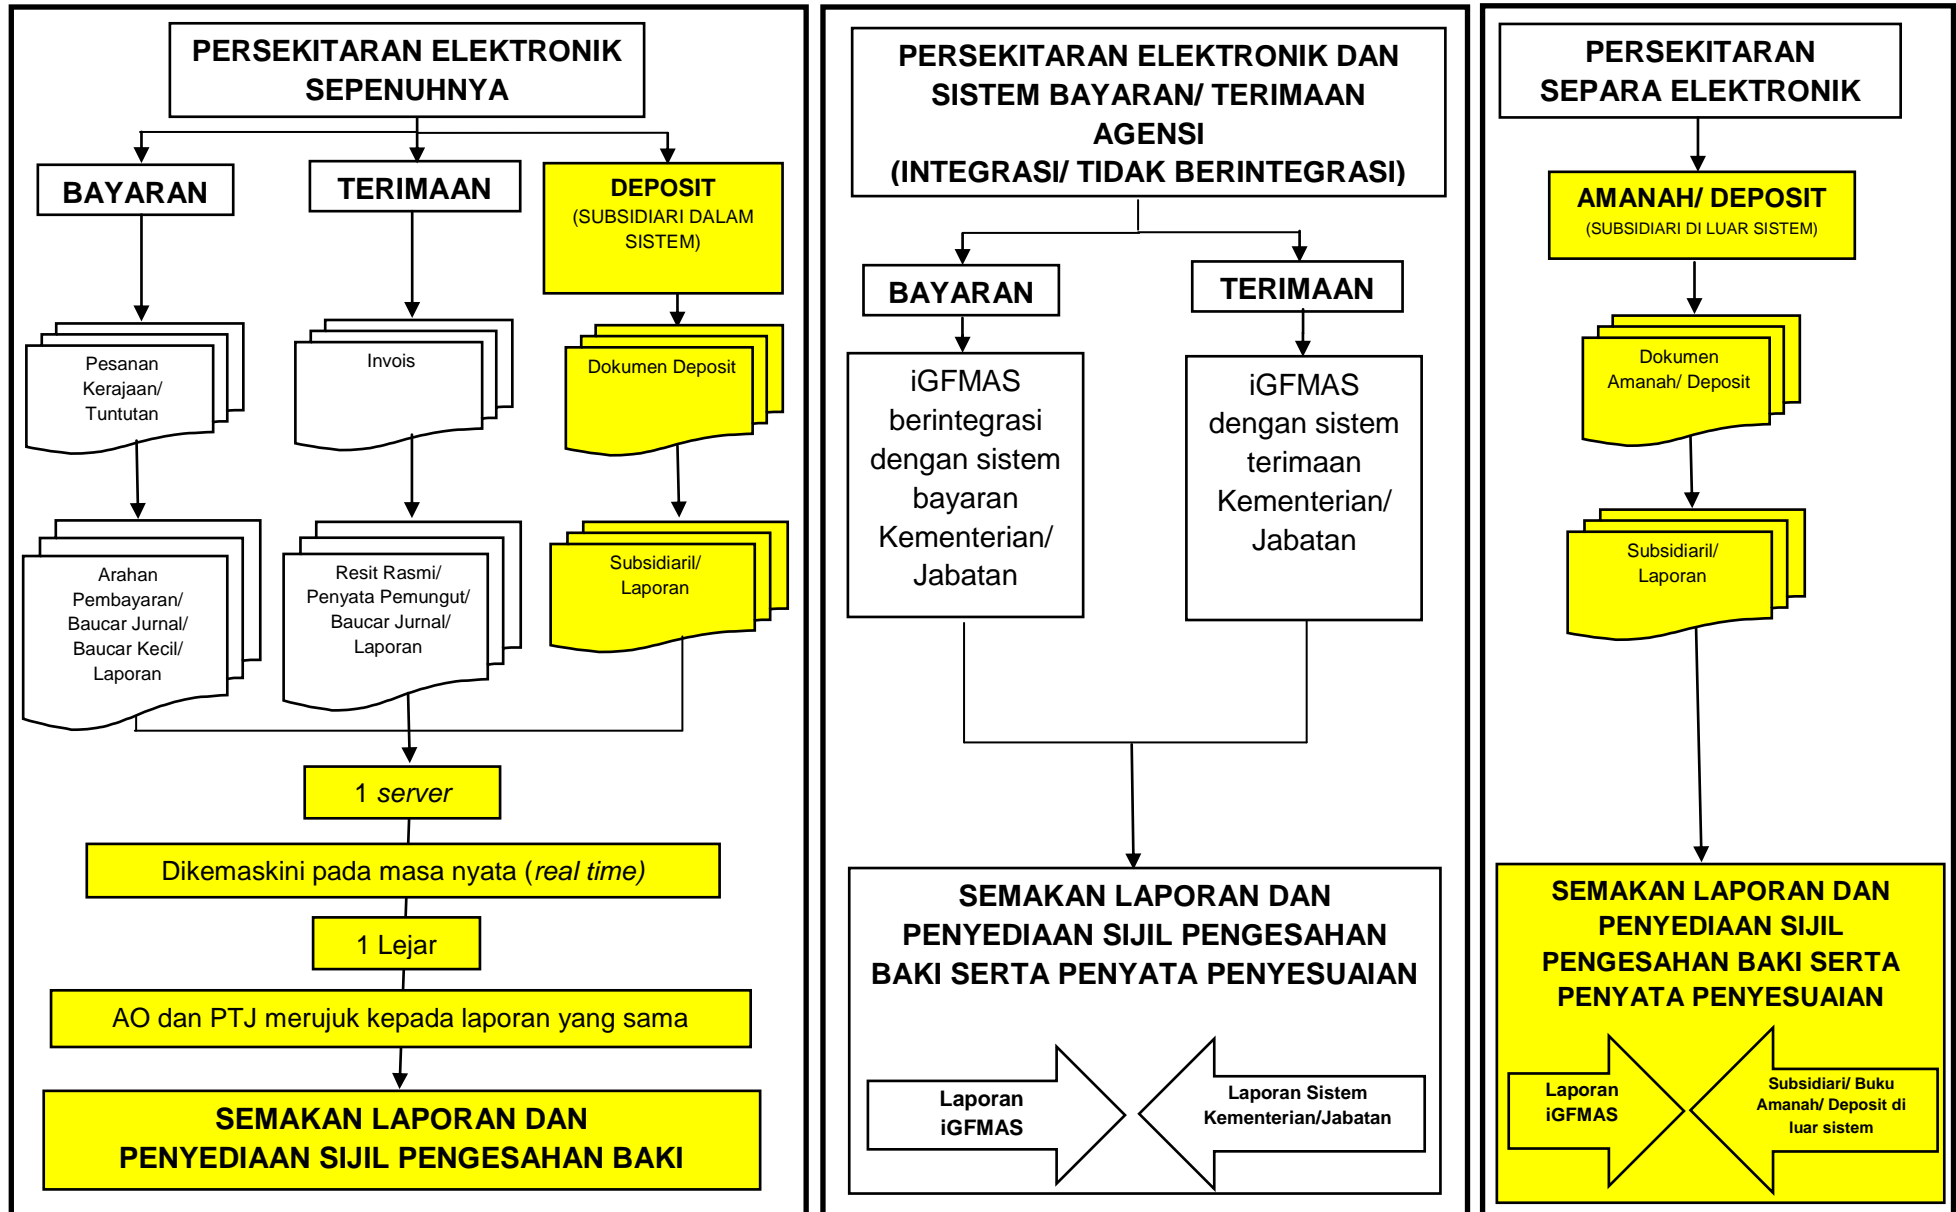 PERSEKITARAN ELEKTRONIK
SEPENUHNYA
BAYARAN
TERIMAAN
DEPOSIT
(SUBSIDIARI DALAM
SISTEM)
Pesanan
Kerajaan/
Tuntutan
Invois
Dokumen Deposit
Arahan
Pembayaran/
Baucar Jurnal/
Baucar Kecil/
Laporan
Resit Rasmi/
Penyata Pemungut/
Baucar Jurnal/
Laporan
Subsidiaril/
Laporan
1 server
Dikemaskini pada masa nyata (real time)
1 Lejar
AO dan PTJ merujuk kepada laporan yang sama
SEMAKAN LAPORAN DAN
PENYEDIAAN SIJIL PENGESAHAN BAKI
PERSEKITARAN ELEKTRONIK DAN
SISTEM BAYARAN/ TERIMAAN
AGENSI
(INTEGRASI/ TIDAK BERINTEGRASI)
BAYARAN
TERIMAAN
iGFMAS
berintegrasi
dengan sistem
bayaran
Kementerian/
Jabatan
iGFMAS
dengan sistem
terimaan
Kementerian/
Jabatan
SEMAKAN LAPORAN DAN
PENYEDIAAN SIJIL PENGESAHAN
BAKI SERTA PENYATA PENYESUAIAN
Laporan
iGFMAS
Laporan Sistem
Kementerian/Jabatan
PERSEKITARAN
SEPARA ELEKTRONIK
AMANAH/ DEPOSIT
(SUBSIDIARI DI LUAR SISTEM)
Dokumen
Amanah/ Deposit
Subsidiaril/
Laporan
SEMAKAN LAPORAN DAN
PENYEDIAAN SIJIL
PENGESAHAN BAKI SERTA
PENYATA PENYESUAIAN
Laporan
iGFMAS
Subsidiari/ Buku
Amanah/ Deposit di
luar sistem